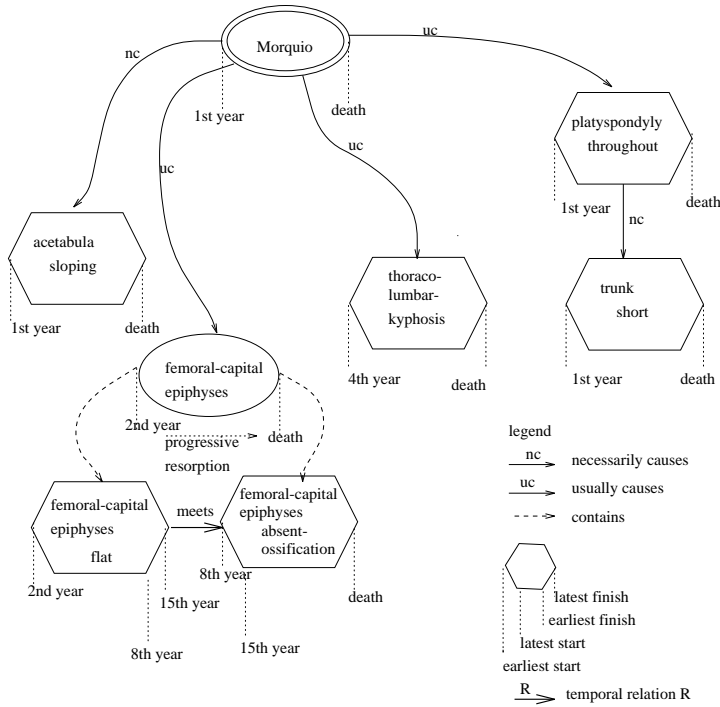 Morquio
nc
uc
uc
uc
1st year
death
platyspondyly
throughout
1st year
death
nc
acetabula
sloping
1st year
death
thoraco-
lumbar-
kyphosis
4th year
death
trunk
short
1st year
death
femoral-capital
epiphyses
2nd year
death
progressive
resorption
femoral-capital
epiphyses
flat
2nd year
15th year
8th year
meets
femoral-capital
epiphyses
absent-
ossification
8th year
death
15th year
legend
nc
necessarily causes
uc
usually causes
contains
latest finish
earliest finish
latest start
earliest start
R
temporal relation R